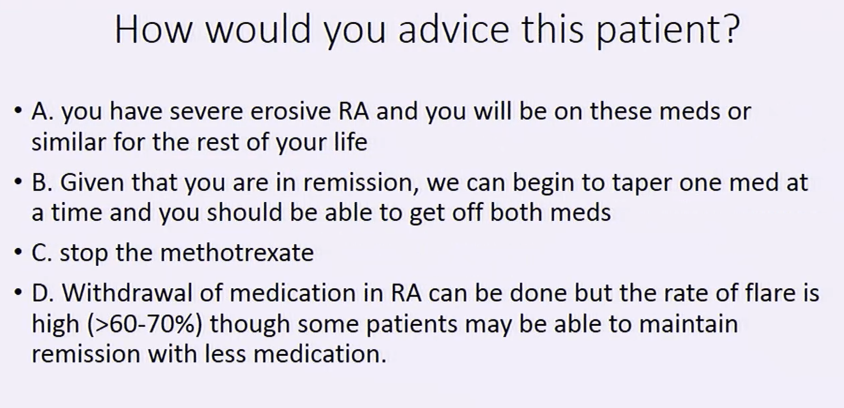 How would you advice this patient?
• A. you have severe erosive RA and you will be on these meds or
similar for the rest of your life
• B. Given that you are in remission, we can begin to taper one med at
a time and you should be able to get off both meds
• C. stop the methotrexate
• D. Withdrawal of medication in RA can be done but the rate of flare is
high (>60-70%) though some patients may be able to maintain
remission with less medication.